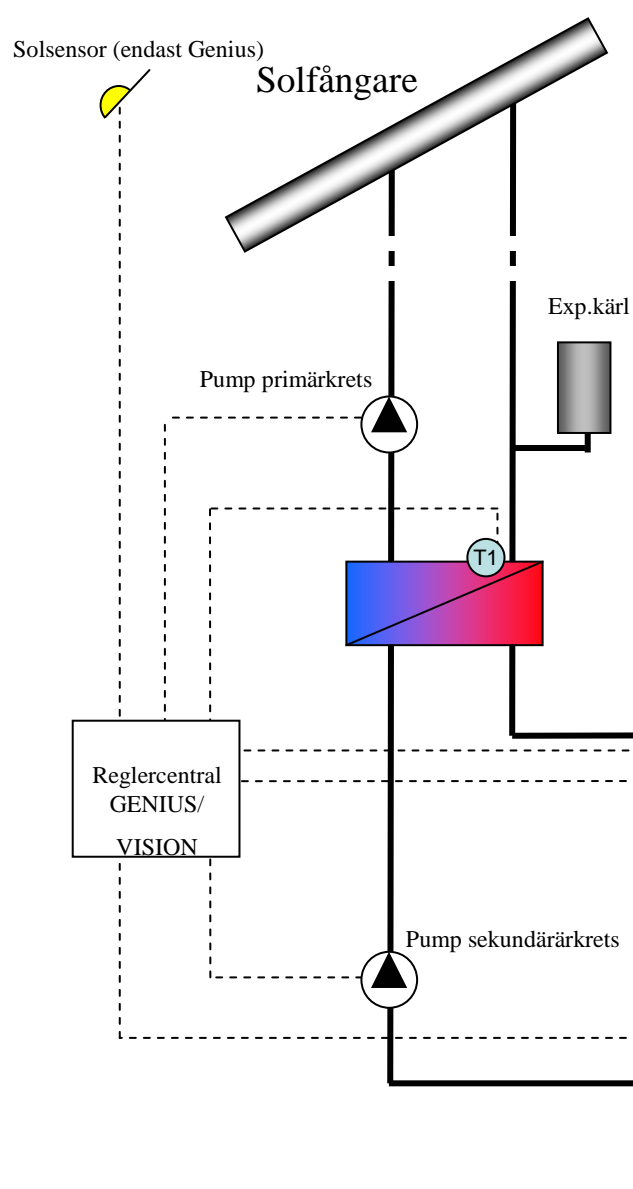 Solsensor (endast Genius)
Solfångare
Exp.kärl
Pump primärkrets
T1
Reglercentral
GENIUS/
VISION
Pump sekundärärkrets